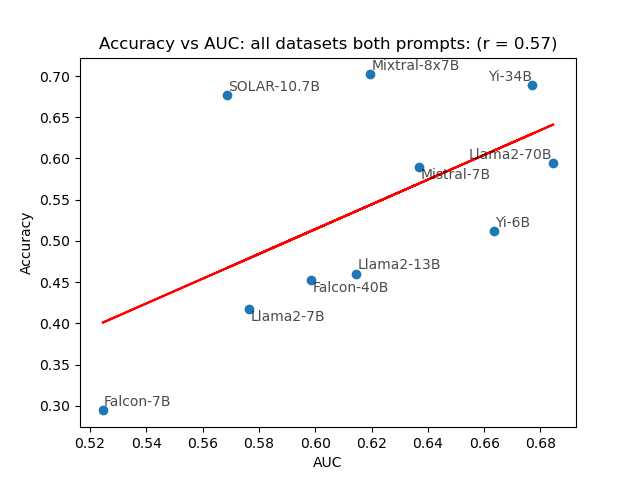 Accuracy vs AUC: all datasets both prompts: (r = 0.57)
Mixtral-8x7B
Yi-34B
SOLAR-10.7B
Llama2-70B
Mistral-7B
Yi-6B
Llama2-13B
Falcon-40B
Llama2-7B
Falcon-7B
Accuracy
0.70
0.65
0.60
0.55
0.50
0.45
0.40
0.35
0.30
0.52 0.54 0.56 0.58 0.60 0.62 0.64 0.66 0.68
AUC